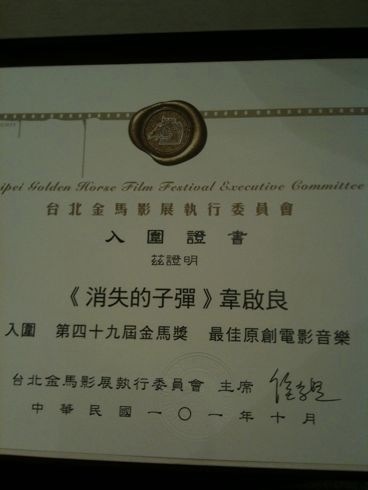 ipei Golden Horse Film Festival Executive Committee
台北金馬影展執行委員會
入圍證書
茲證明
《消失的子彈》韋啟良
入圍 第四十九屆金馬獎 最佳原創電影音樂
台北金馬影展執行委員會 主席
中華民國一〇一年十月